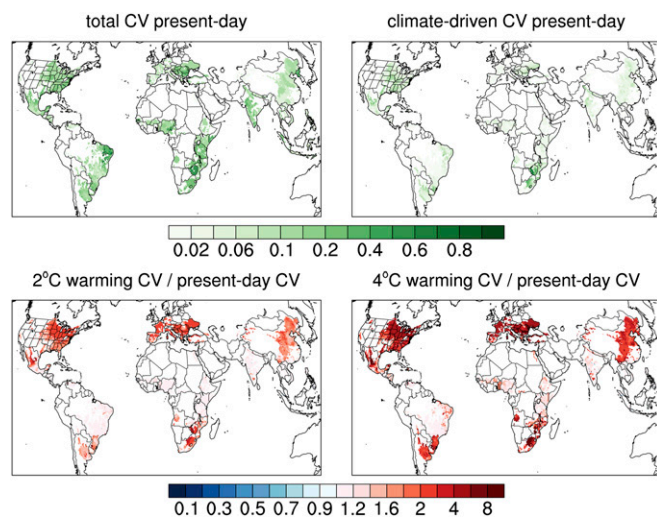 total CV present-day
climate-driven CV present-day
0.02 0.06 0.1 0.2 0.4 0.6 0.8
2°C warming CV / present-day CV
4°C warming CV / present-day CV
0.1 0.3 0.5 0.7 0.9 1.2 1.6 2 4 8